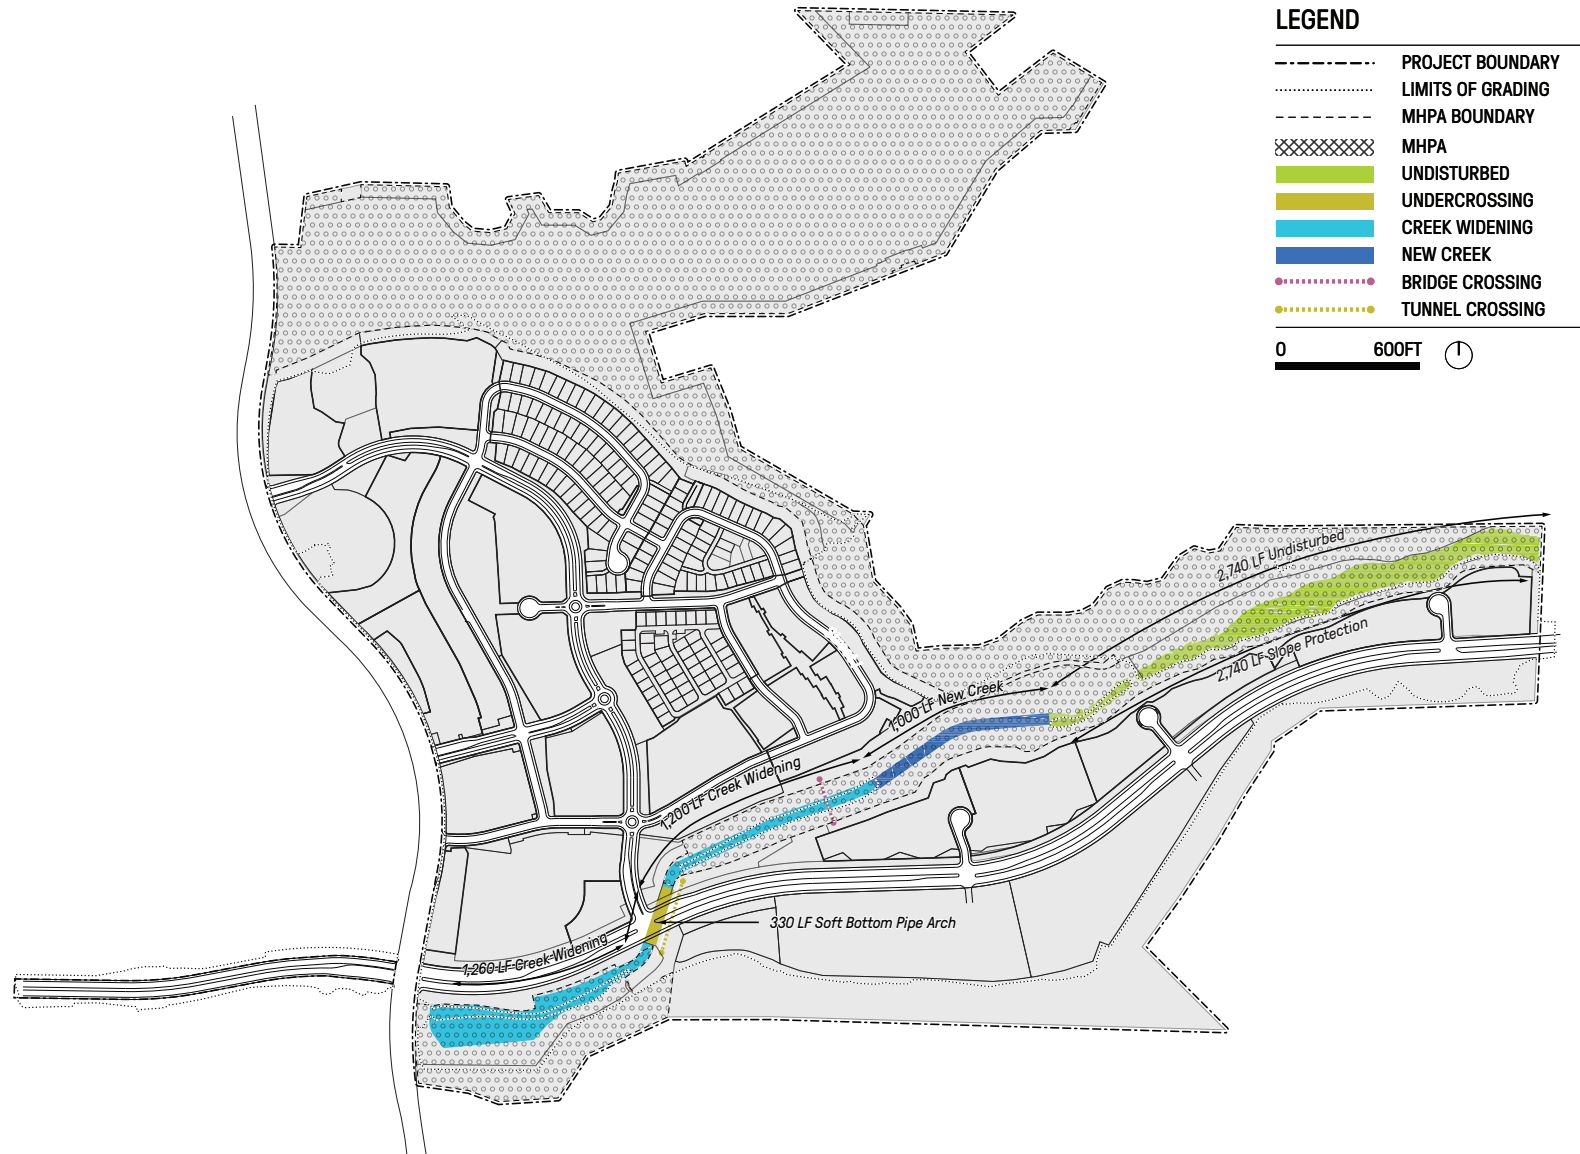 LEGEND
PROJECT BOUNDARY
LIMITS OF GRADING
MHPA BOUNDARY
MHPA
UNDISTURBED
UNDERCROSSING
CREEK WIDENING
NEW CREEK
BRIDGE CROSSING
TUNNEL CROSSING
0 600FT
2,740 LF Undisturbed
2,740 LF Slope Protection
1,000 LF New Creek
1,200 LF Creek Widening
330 LF Soft Bottom Pipe Arch
1,260 LF Creek Widening